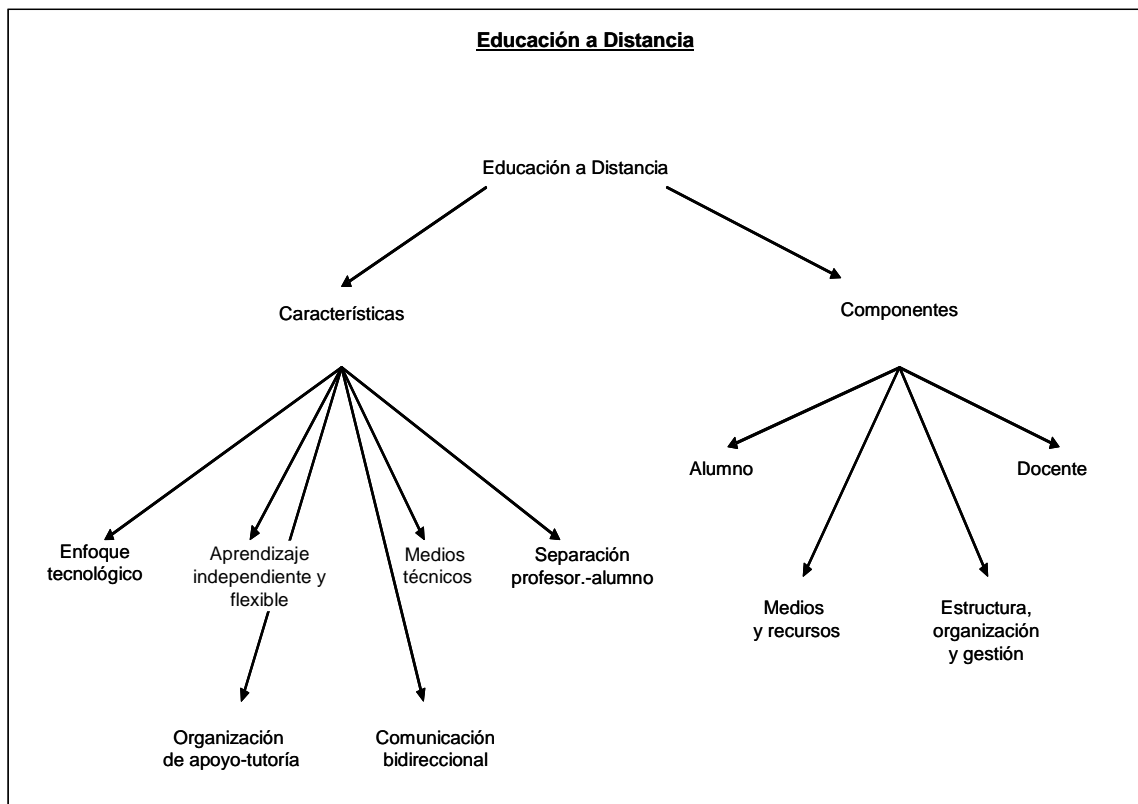 Educación a Distancia
Educación a Distancia
Características
Componentes
Alumno
Docente
Enfoque
tecnológico
Aprendizaje
independiente y
flexible
Medios
técnicos
Separación
profesor.-alumno
Medios
y recursos
Estructura,
organización
y gestión
Organización
de apoyo-tutoría
Comunicación
bidireccional